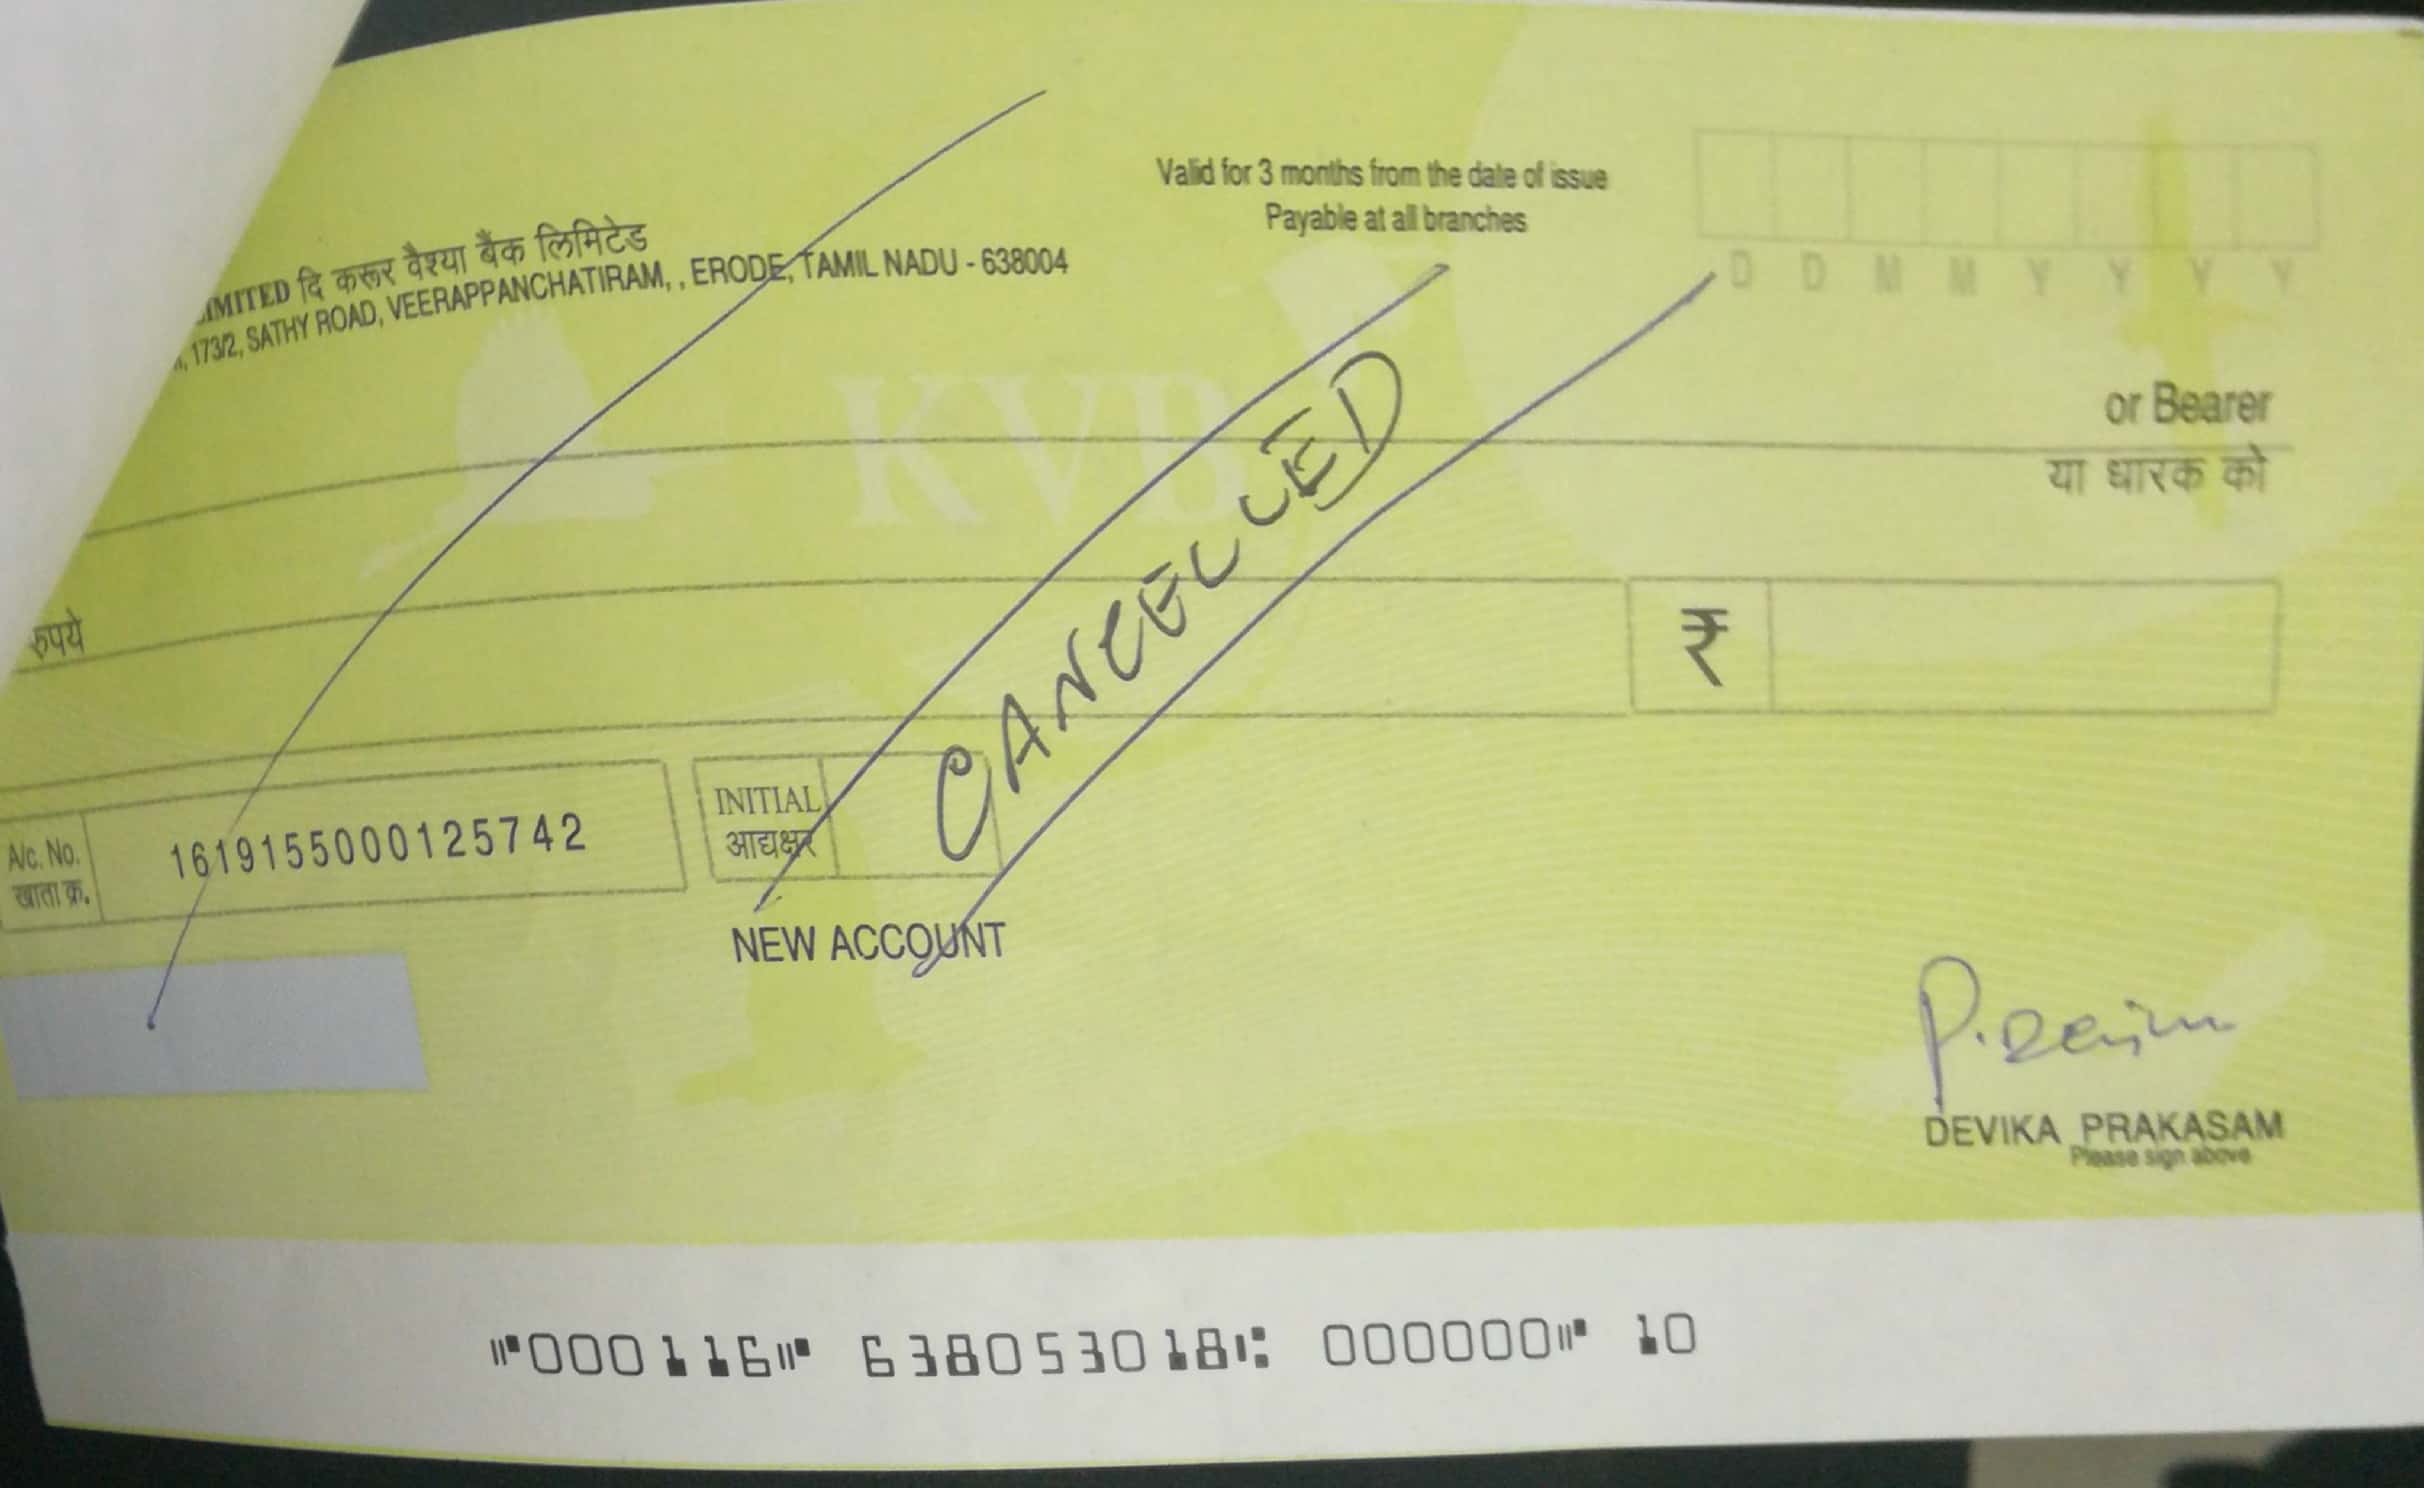 Valid for 3 months from the date of issue
Payable at all branches
LIMITED दि करूर वैश्या बैंक लिमिटेड
173/2, SATHY ROAD, VEERAPPANCHATIRAM, , ERODE, TAMIL NADU - 638004
D D M M Y Y Y Y
KVB
or Bearer
या धारक को
रुपये
₹
CANCELLED
A/c. No.
खाता क्र.
1619155000125742
INITIAL
आद्यक्षर
NEW ACCOUNT
DEVIKA PRAKASAM
Please sign above
⑈000116⑈ 638053018⑆ 000000⑈ 10